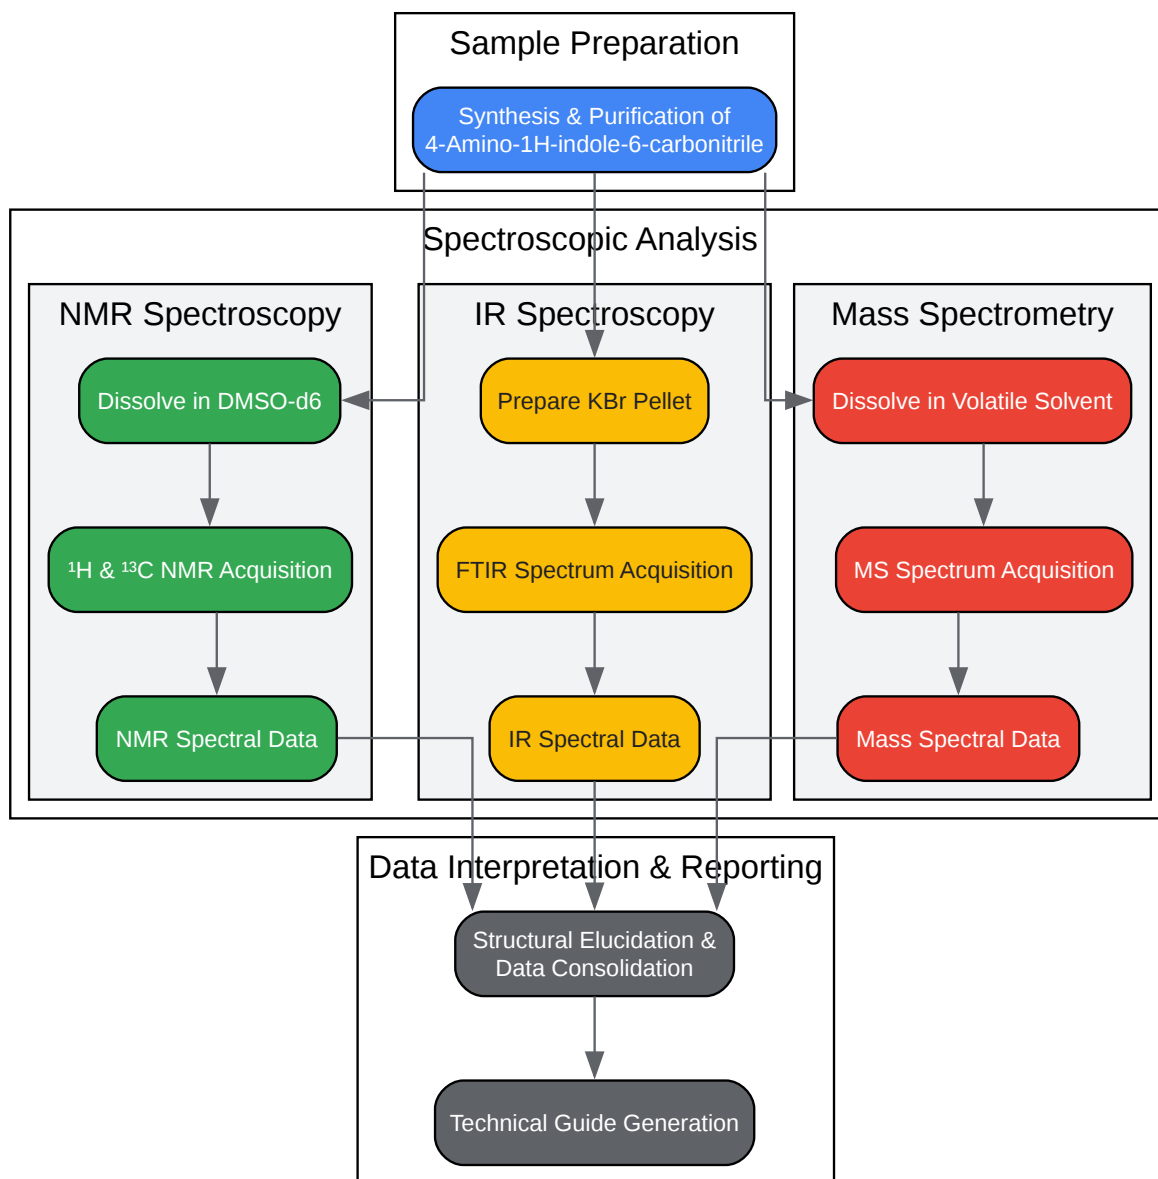 Sample Preparation
Synthesis & Purification of
4-Amino-1H-indole-6-carbonitrile
Spectroscopic Analysis
NMR Spectroscopy
IR Spectroscopy
Mass Spectrometry
Dissolve in DMSO-d6
Prepare KBr Pellet
Dissolve in Volatile Solvent
¹H & ¹³C NMR Acquisition
FTIR Spectrum Acquisition
MS Spectrum Acquisition
NMR Spectral Data
IR Spectral Data
Mass Spectral Data
Data Interpretation & Reporting
Structural Elucidation &
Data Consolidation
Technical Guide Generation